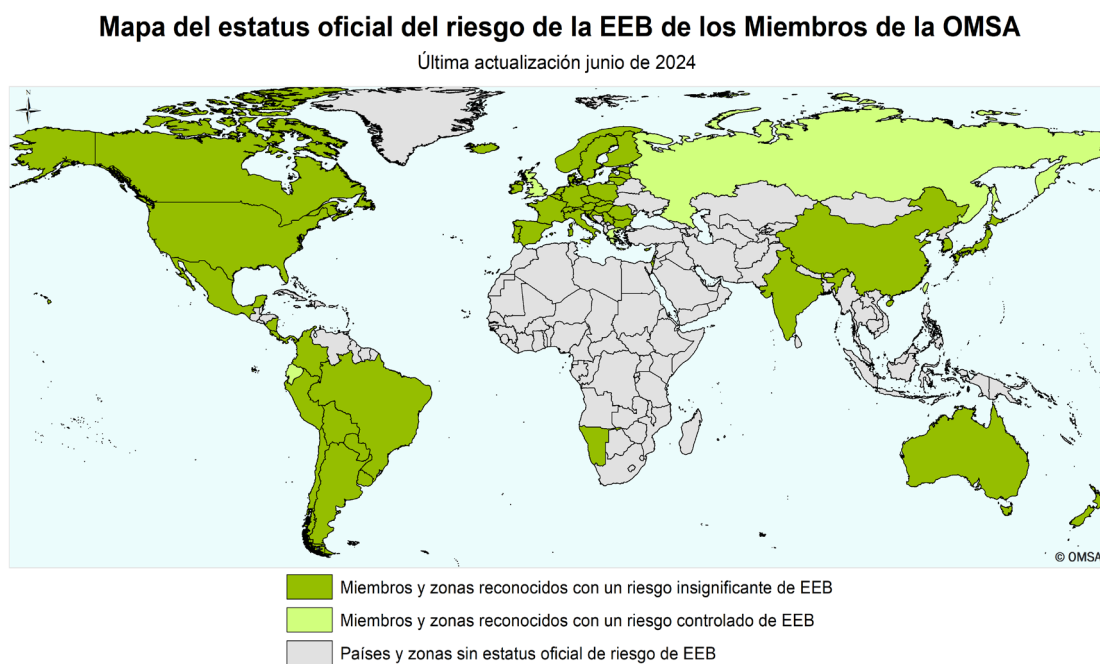 Mapa del estatus oficial del riesgo de la EEB de los Miembros de la OMSA
Última actualización junio de 2024
N
© OMSA
Miembros y zonas reconocidos con un riesgo insignificante de EEB
Miembros y zonas reconocidos con un riesgo controlado de EEB
Países y zonas sin estatus oficial de riesgo de EEB